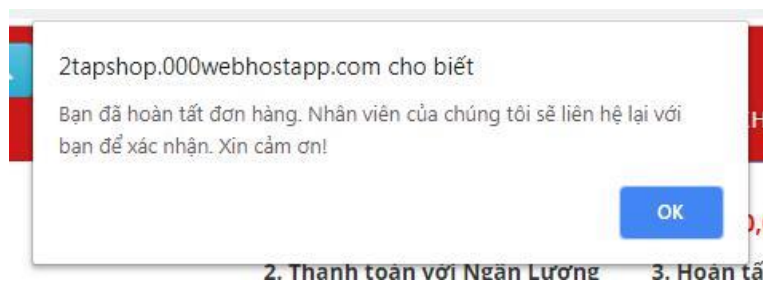 2tapshop.000webhostapp.com cho biết
Bạn đã hoàn tất đơn hàng. Nhân viên của chúng tôi sẽ liên hệ lại với
bạn để xác nhận. Xin cảm ơn!
OK
2. Thanh toán với Ngân Lượng 3. Hoàn tấ